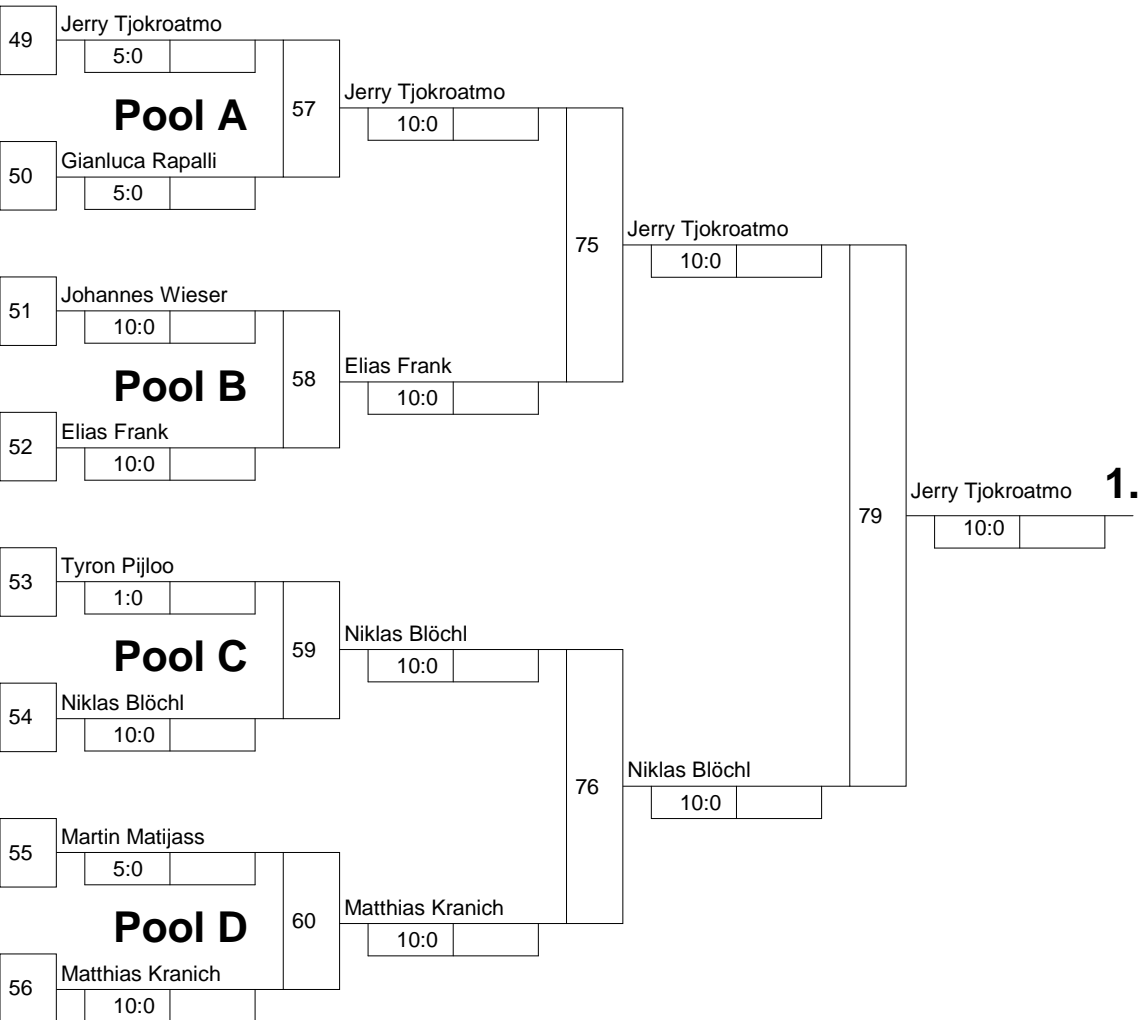 49
Jerry Tjokroatmo
5:0
Pool A
57
Jerry Tjokroatmo
10:0
50
Gianluca Rapalli
5:0
75
Jerry Tjokroatmo
10:0
51
Johannes Wieser
10:0
Pool B
58
Elias Frank
10:0
52
Elias Frank
10:0
79
Jerry Tjokroatmo 1.
10:0
53
Tyron Pijloo
1:0
Pool C
59
Niklas Blöchl
10:0
54
Niklas Blöchl
10:0
76
Niklas Blöchl
10:0
55
Martin Matijass
5:0
Pool D
60
Matthias Kranich
10:0
56
Matthias Kranich
10:0